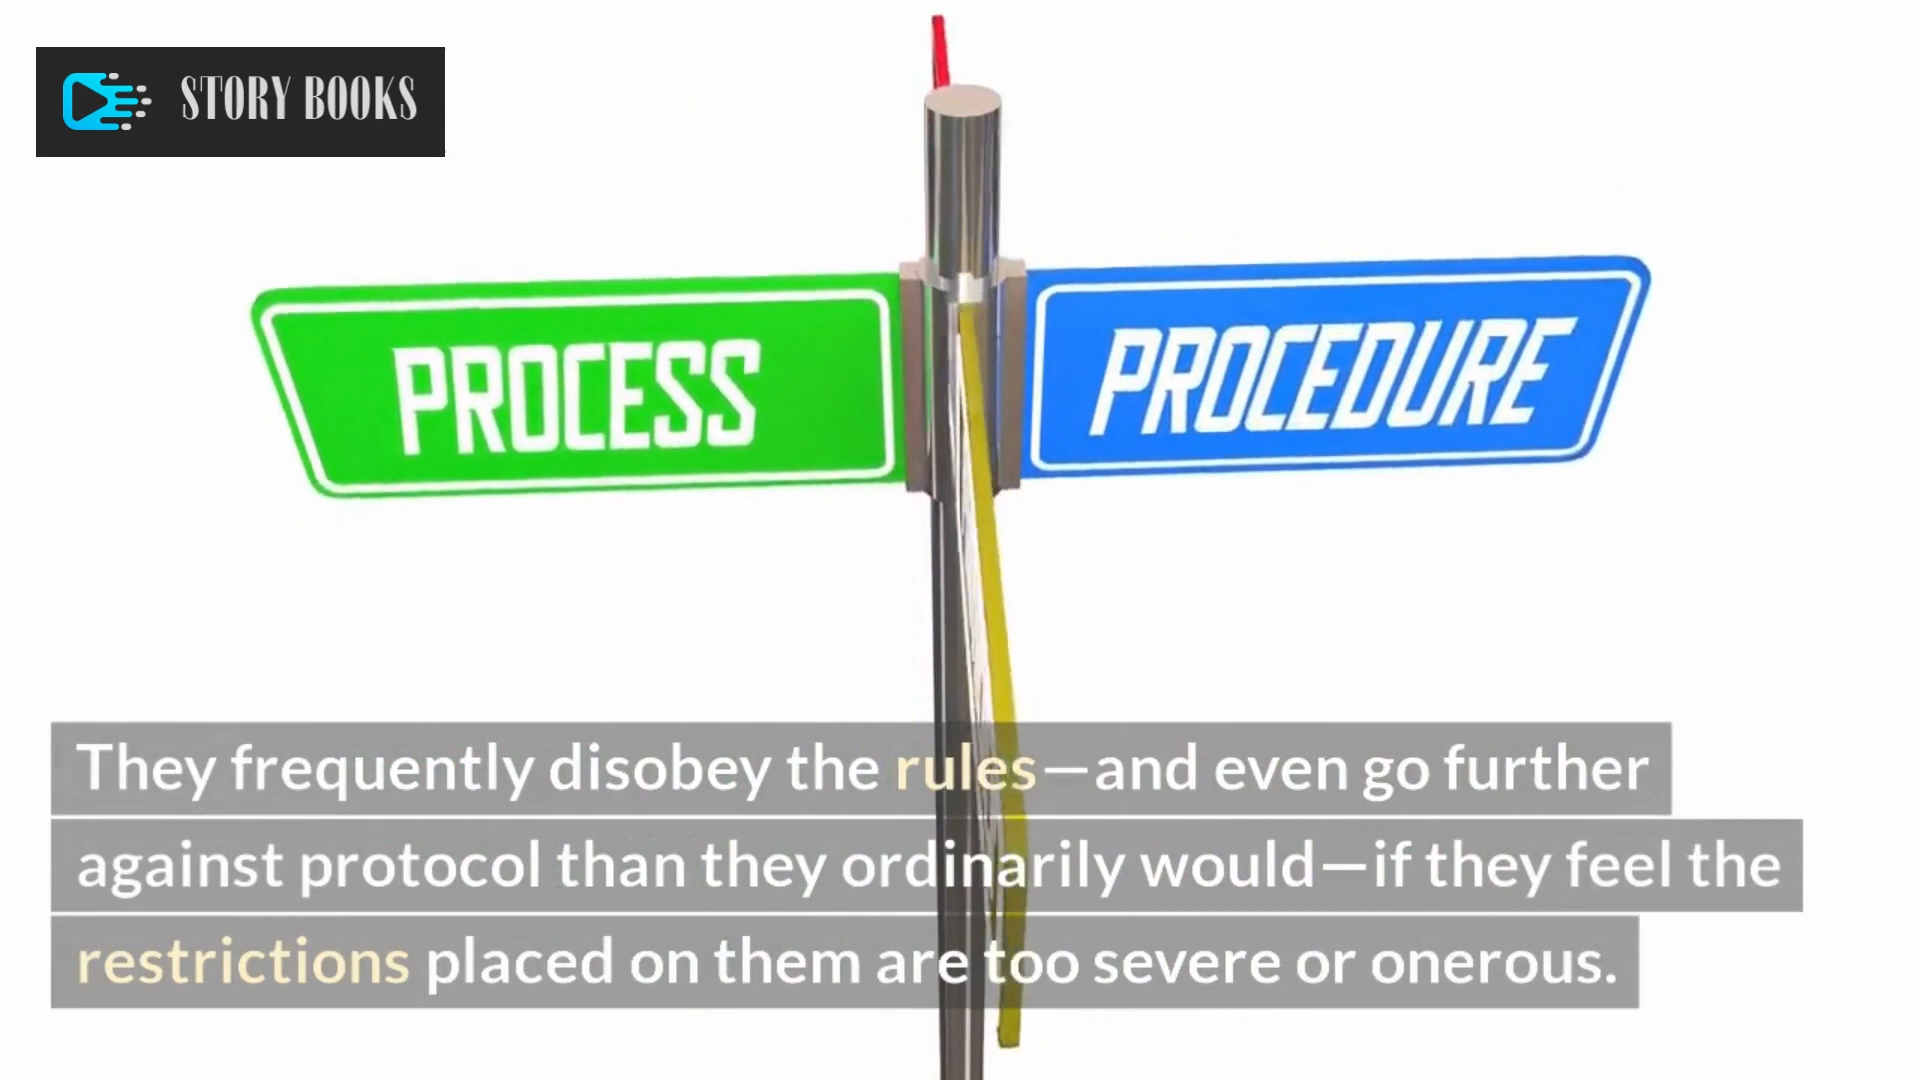 STORY BOOKS
PROCESS
PROCEDURE
They frequently disobey the rules—and even go further
against protocol than they ordinarily would—if they feel the
restrictions placed on them are too severe or onerous.